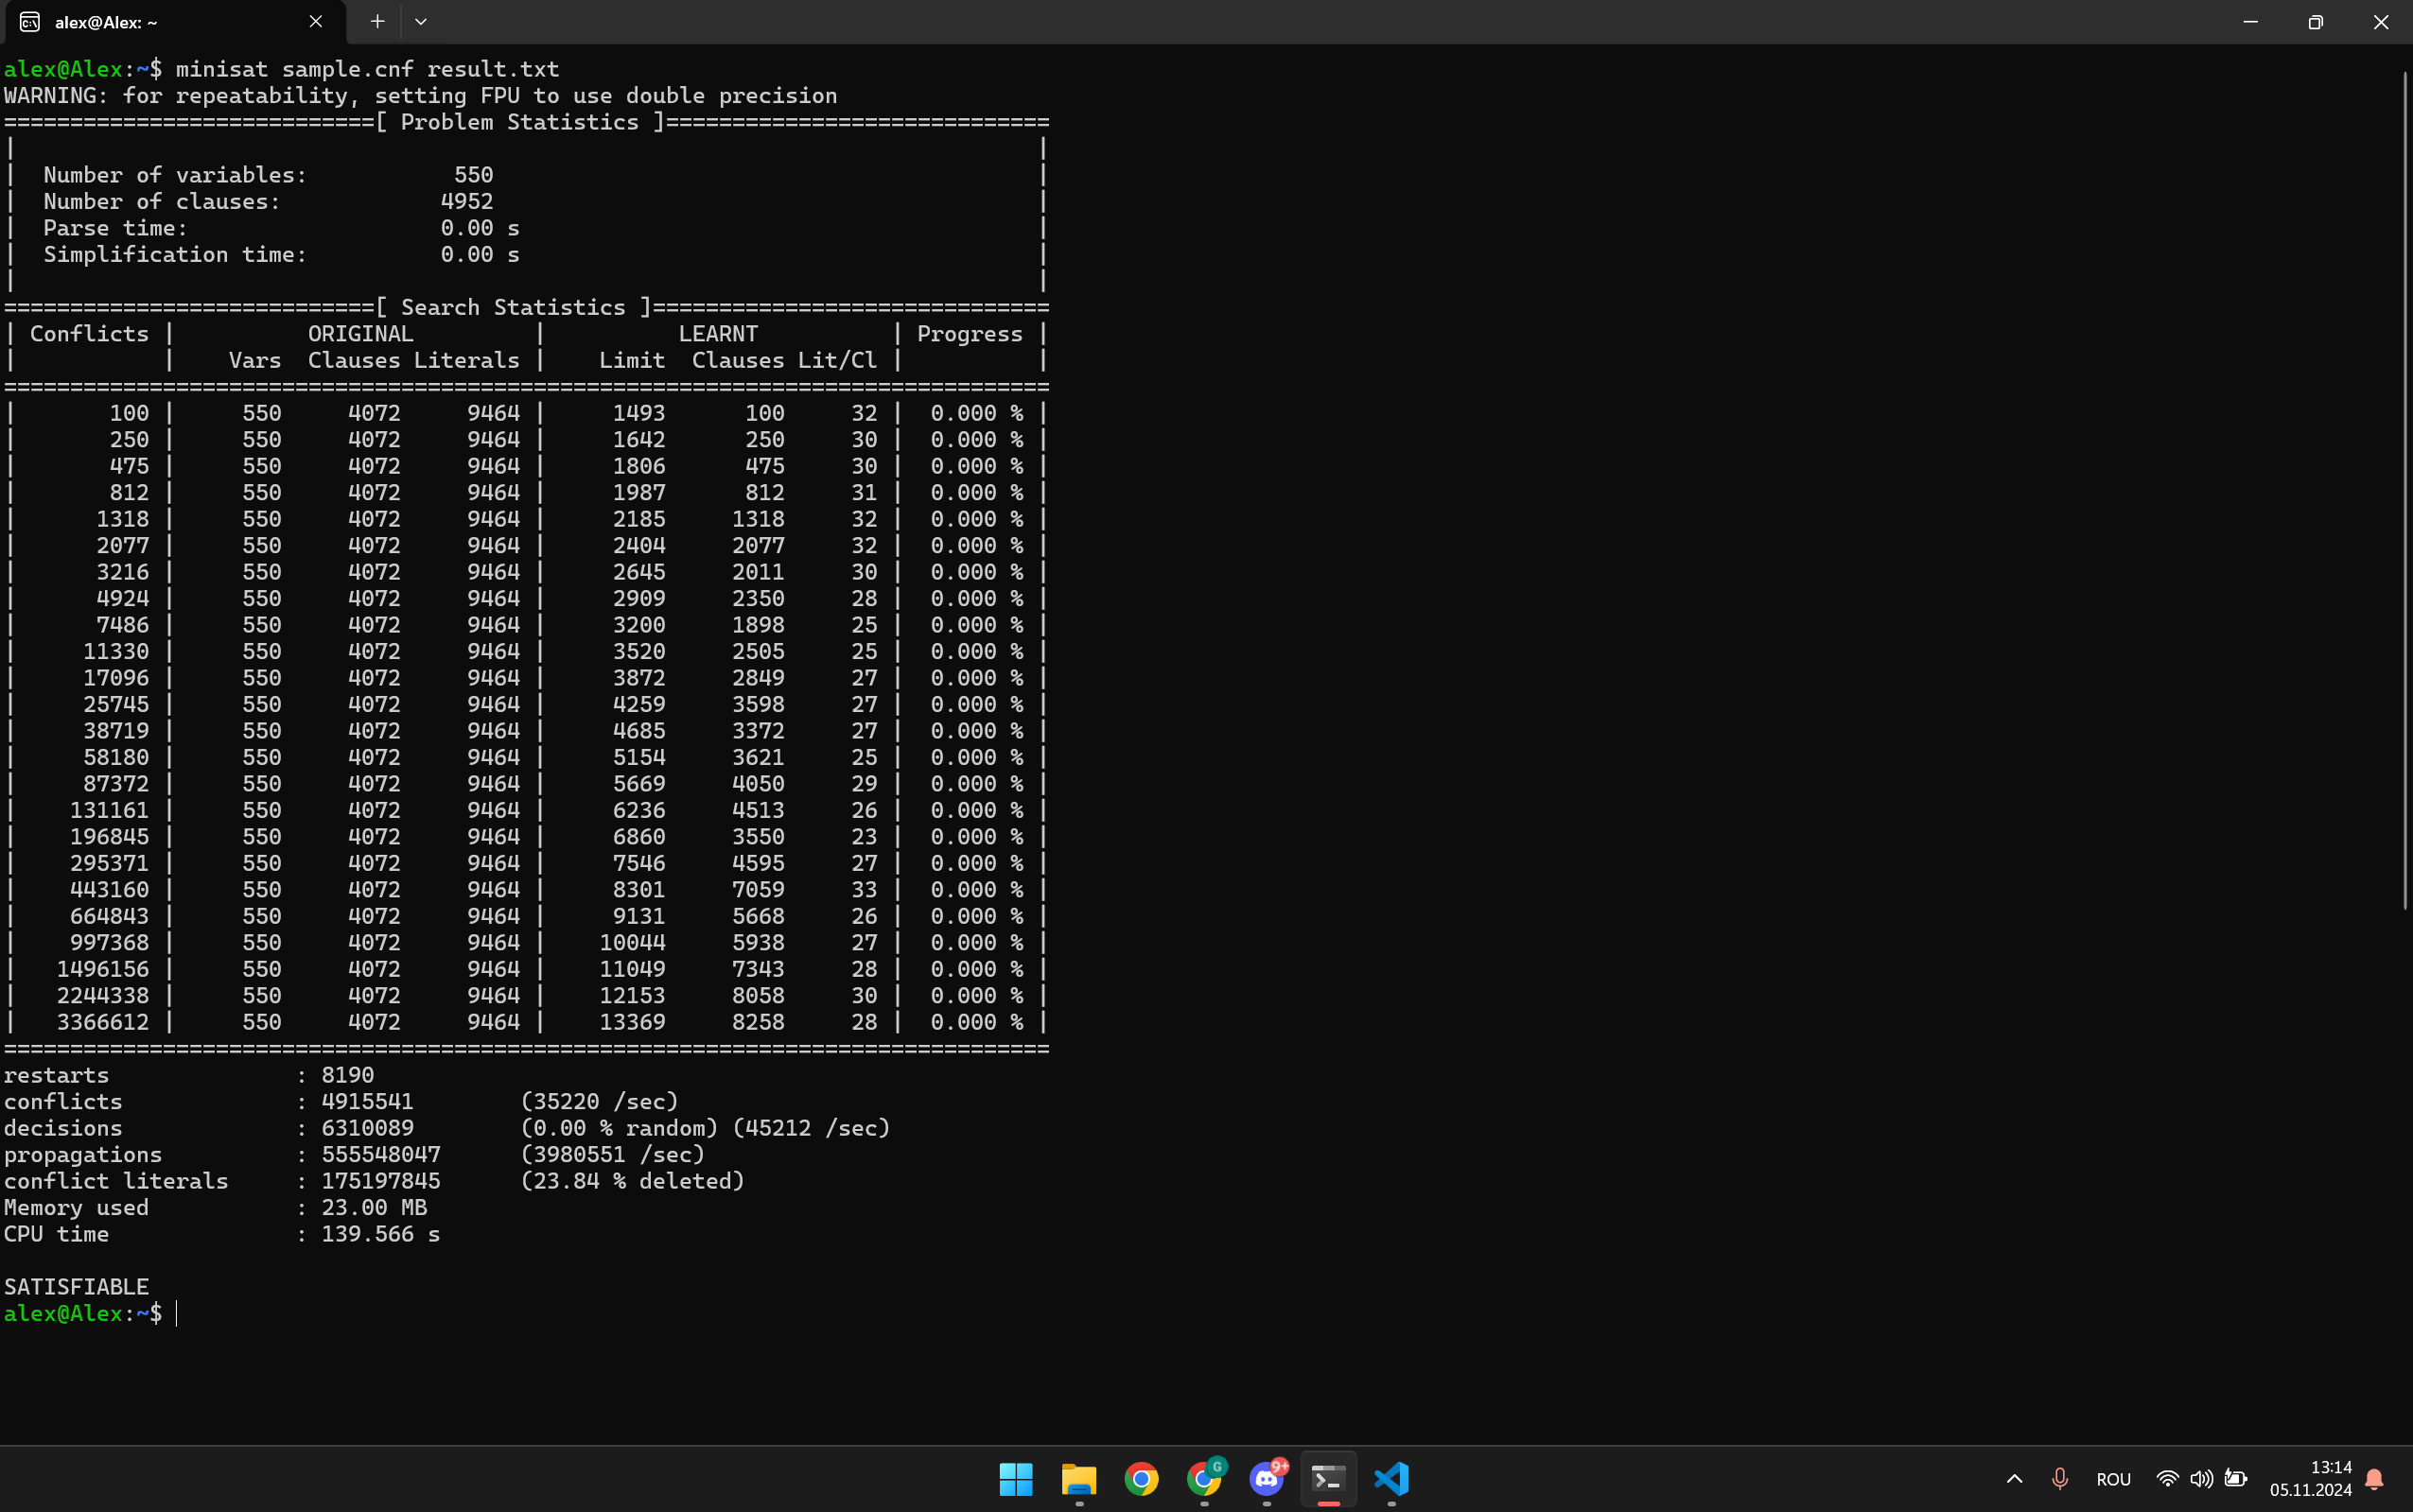 alex@Alex: ~
alex@Alex:~$ minisat sample.cnf result.txt
WARNING: for repeatability, setting FPU to use double precision
============================[ Problem Statistics ]=============================
|                                                                             |
|  Number of variables:           550                                         |
|  Number of clauses:            4952                                         |
|  Parse time:                   0.00 s                                       |
|  Simplification time:          0.00 s                                       |
|                                                                             |
============================[ Search Statistics ]==============================
| Conflicts |          ORIGINAL         |          LEARNT          | Progress |
|           |    Vars  Clauses Literals |    Limit  Clauses Lit/Cl |          |
===============================================================================
|       100 |     550     4072     9464 |     1493      100     32 |  0.000 % |
|       250 |     550     4072     9464 |     1642      250     30 |  0.000 % |
|       475 |     550     4072     9464 |     1806      475     30 |  0.000 % |
|       812 |     550     4072     9464 |     1987      812     31 |  0.000 % |
|      1318 |     550     4072     9464 |     2185     1318     32 |  0.000 % |
|      2077 |     550     4072     9464 |     2404     2077     32 |  0.000 % |
|      3216 |     550     4072     9464 |     2645     2011     30 |  0.000 % |
|      4924 |     550     4072     9464 |     2909     2350     28 |  0.000 % |
|      7486 |     550     4072     9464 |     3200     1898     25 |  0.000 % |
|     11330 |     550     4072     9464 |     3520     2505     25 |  0.000 % |
|     17096 |     550     4072     9464 |     3872     2849     27 |  0.000 % |
|     25745 |     550     4072     9464 |     4259     3598     27 |  0.000 % |
|     38719 |     550     4072     9464 |     4685     3372     27 |  0.000 % |
|     58180 |     550     4072     9464 |     5154     3621     25 |  0.000 % |
|     87372 |     550     4072     9464 |     5669     4050     29 |  0.000 % |
|    131161 |     550     4072     9464 |     6236     4513     26 |  0.000 % |
|    196845 |     550     4072     9464 |     6860     3550     23 |  0.000 % |
|    295371 |     550     4072     9464 |     7546     4595     27 |  0.000 % |
|    443160 |     550     4072     9464 |     8301     7059     33 |  0.000 % |
|    664843 |     550     4072     9464 |     9131     5668     26 |  0.000 % |
|    997368 |     550     4072     9464 |    10044     5938     27 |  0.000 % |
|   1496156 |     550     4072     9464 |    11049     7343     28 |  0.000 % |
|   2244338 |     550     4072     9464 |    12153     8058     30 |  0.000 % |
|   3366612 |     550     4072     9464 |    13369     8258     28 |  0.000 % |
===============================================================================
restarts              : 8190
conflicts             : 4915541        (35220 /sec)
decisions             : 6310089        (0.00 % random) (45212 /sec)
propagations          : 555548047      (3980551 /sec)
conflict literals     : 175197845      (23.84 % deleted)
Memory used           : 23.00 MB
CPU time              : 139.566 s
SATISFIABLE
alex@Alex:~$
G
9+
ROU
13:14
05.11.2024